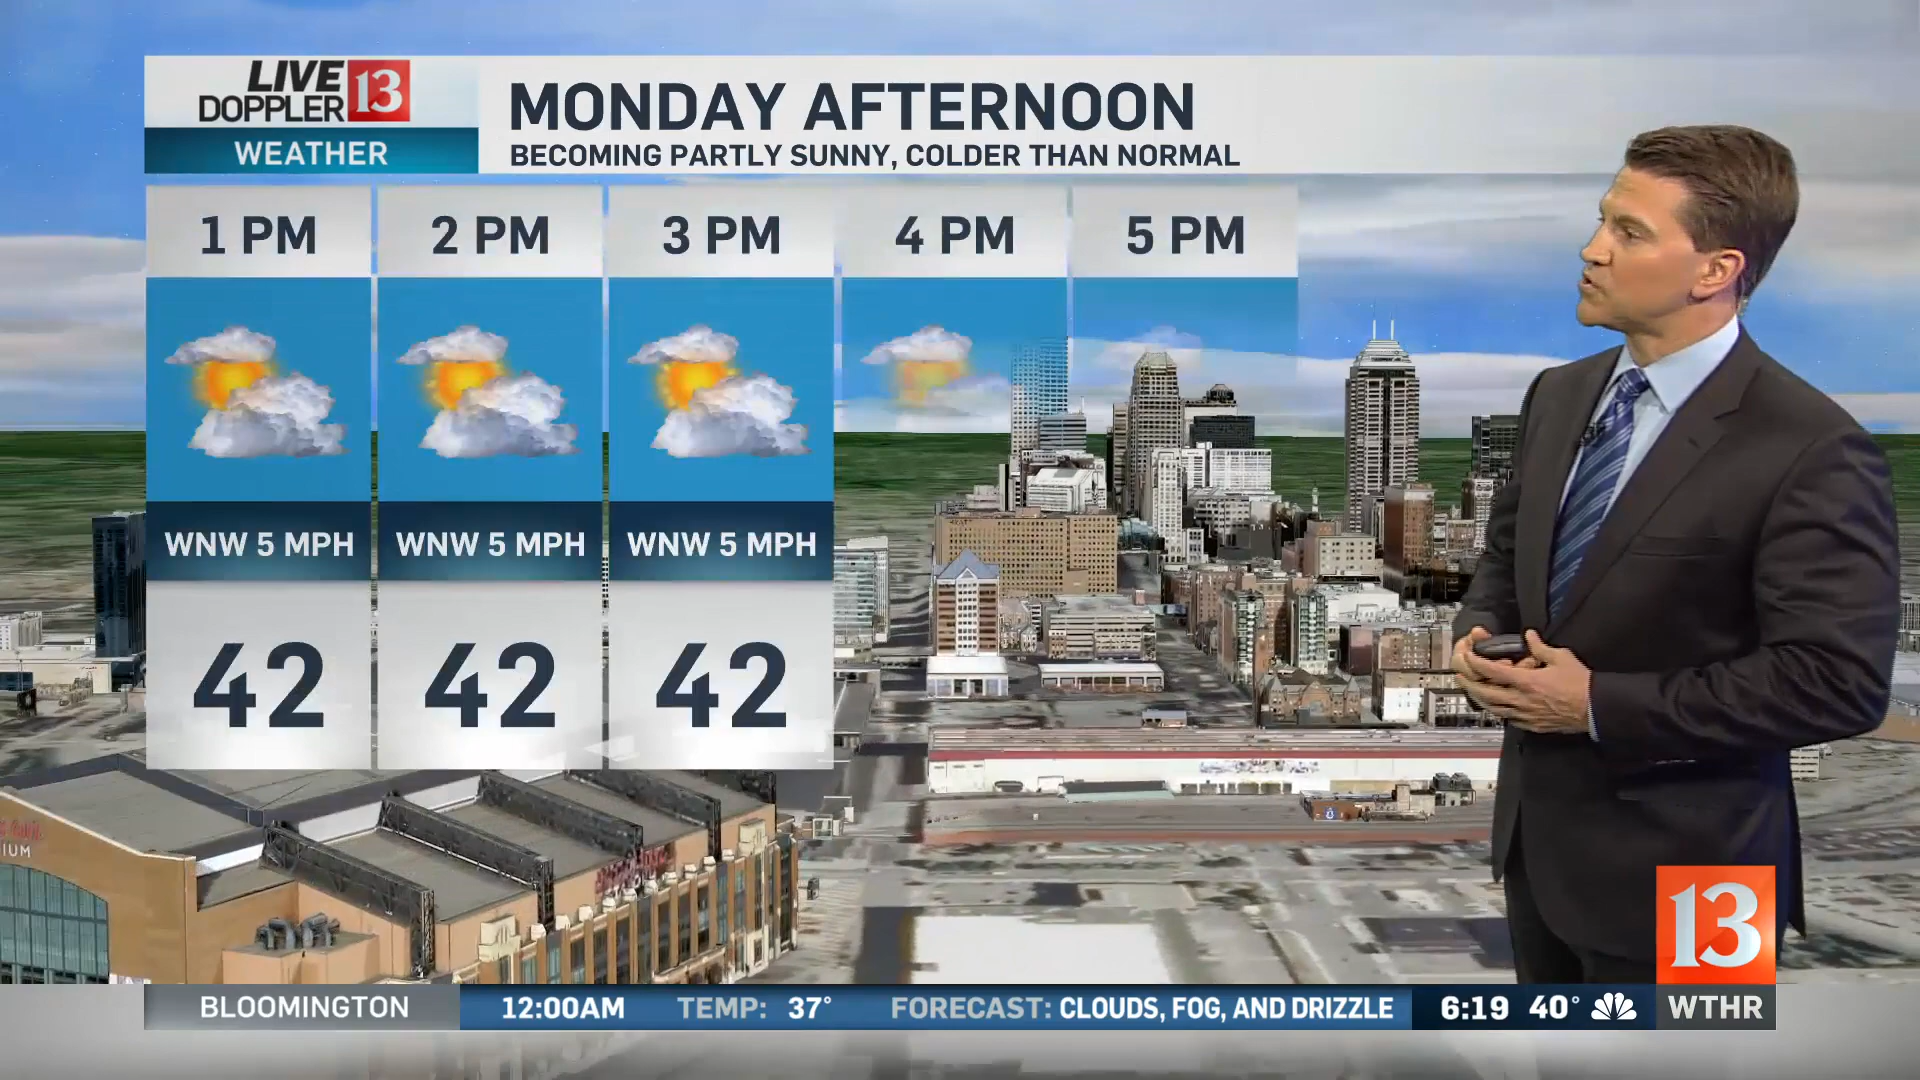 LIVE
DOPPLER 13
WEATHER
MONDAY AFTERNOON
BECOMING PARTLY SUNNY, COLDER THAN NORMAL
1 PM 2 PM 3 PM 4 PM 5 PM
WNW 5 MPH WNW 5 MPH WNW 5 MPH
42 42 42
IUM
13
BLOOMINGTON 12:00AM TEMP: 37° FORECAST: CLOUDS, FOG, AND DRIZZLE 6:19 40° WTHR